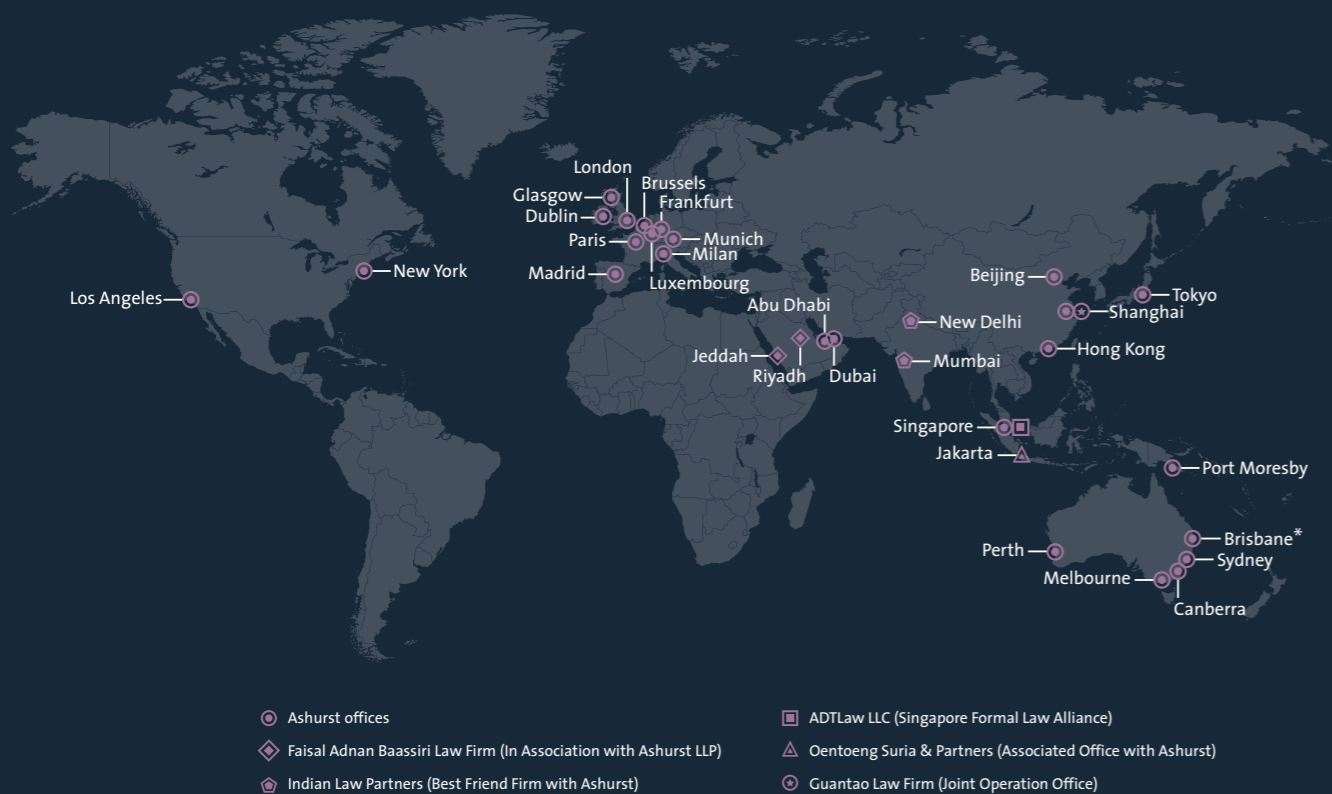 London
Brussels
Glasgow
Frankfurt
Dublin
Paris
Munich
Milan
Madrid
Luxembourg
New York
Los Angeles
Abu Dhabi
Beijing
Tokyo
Shanghai
New Delhi
Hong Kong
Jeddah
Mumbai
Riyadh
Dubai
Singapore
Jakarta
Port Moresby
Brisbane*
Perth
Sydney
Melbourne
Canberra
Ashurst offices
Faisal Adnan Baassiri Law Firm (In Association with Ashurst LLP)
Indian Law Partners (Best Friend Firm with Ashurst)
ADTLaw LLC (Singapore Formal Law Alliance)
Oentoeng Suria & Partners (Associated Office with Ashurst)
Guantao Law Firm (Joint Operation Office)